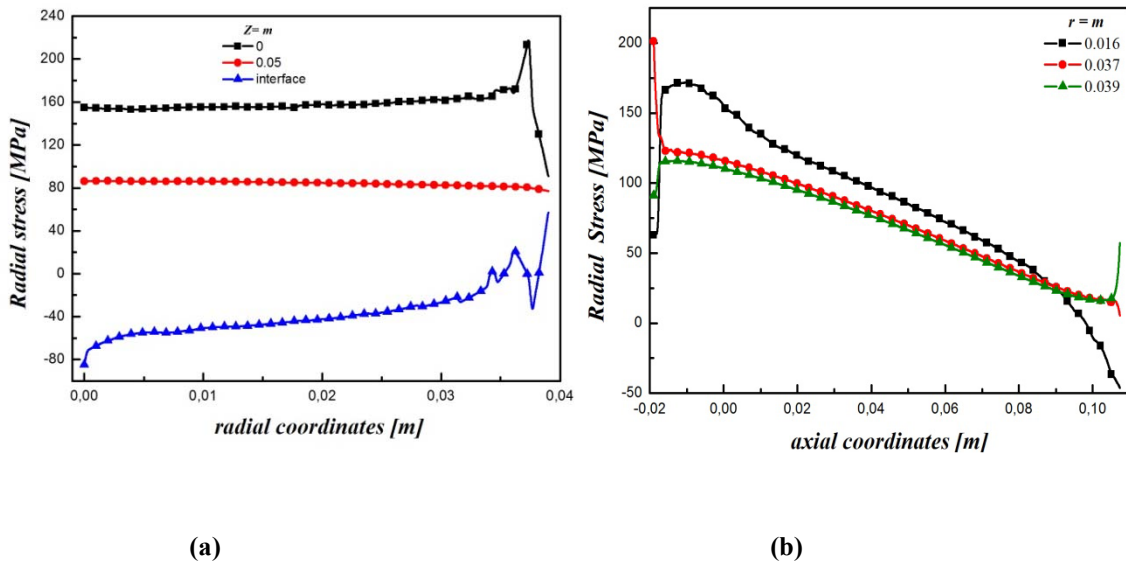 240
200
160
120
80
40
0
-40
-80
Radial stress [MPa]
Z= m
0
0.05
interface
0,00 0,01 0,02 0,03 0,04
radial coordinates [m]
(a)
200
150
100
50
0
-50
Radial Stress [MPa]
r = m
0.016
0.037
0.039
-0,02 0,00 0,02 0,04 0,06 0,08 0,10
axial coordinates [m]
(b)